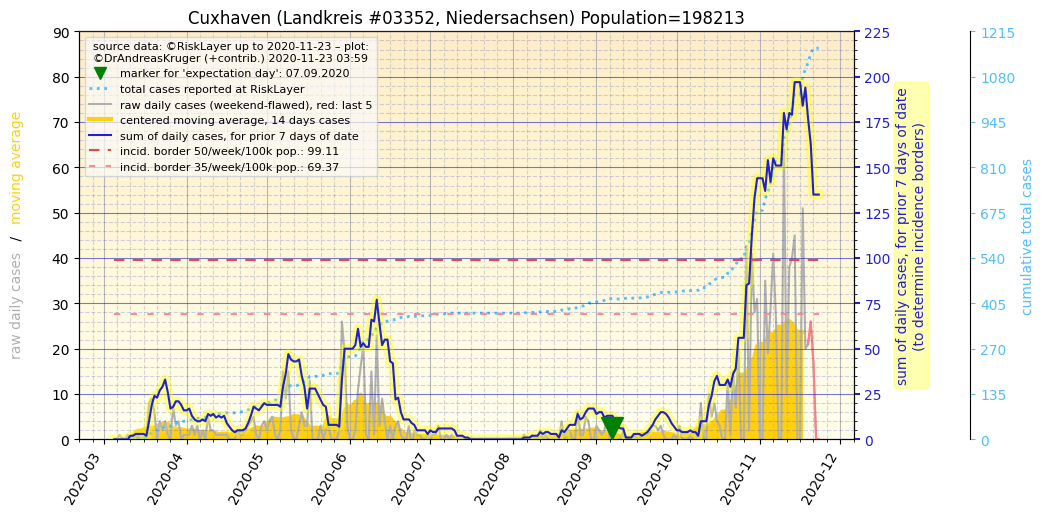 Cuxhaven (Landkreis #03352, Niedersachsen) Population=198213
source data: ©RiskLayer up to 2020-11-23 – plot:
©DrAndreasKruger (+contrib.) 2020-11-23 03:59
marker for 'expectation day': 07.09.2020
total cases reported at RiskLayer
raw daily cases (weekend-flawed), red: last 5
centered moving average, 14 days cases
sum of daily cases, for prior 7 days of date
incid. border 50/week/100k pop.: 99.11
incid. border 35/week/100k pop.: 69.37
raw daily cases / moving average
90
80
70
60
50
40
30
20
10
0
2020-03
2020-04
2020-05
2020-06
2020-07
2020-08
2020-09
2020-10
2020-11
2020-12
225
200
175
150
125
100
75
50
25
0
sum of daily cases, for prior 7 days of date
(to determine incidence borders)
1215
1080
945
810
675
540
405
270
135
0
cumulative total cases